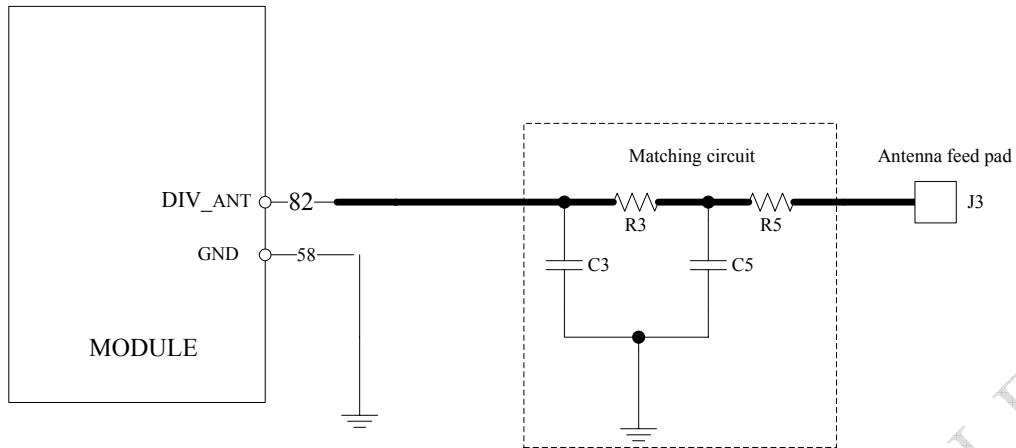 Matching circuit
Antenna feed pad
DIV_ANT
82
R3
R5
J3
GND
58
C3
C5
MODULE